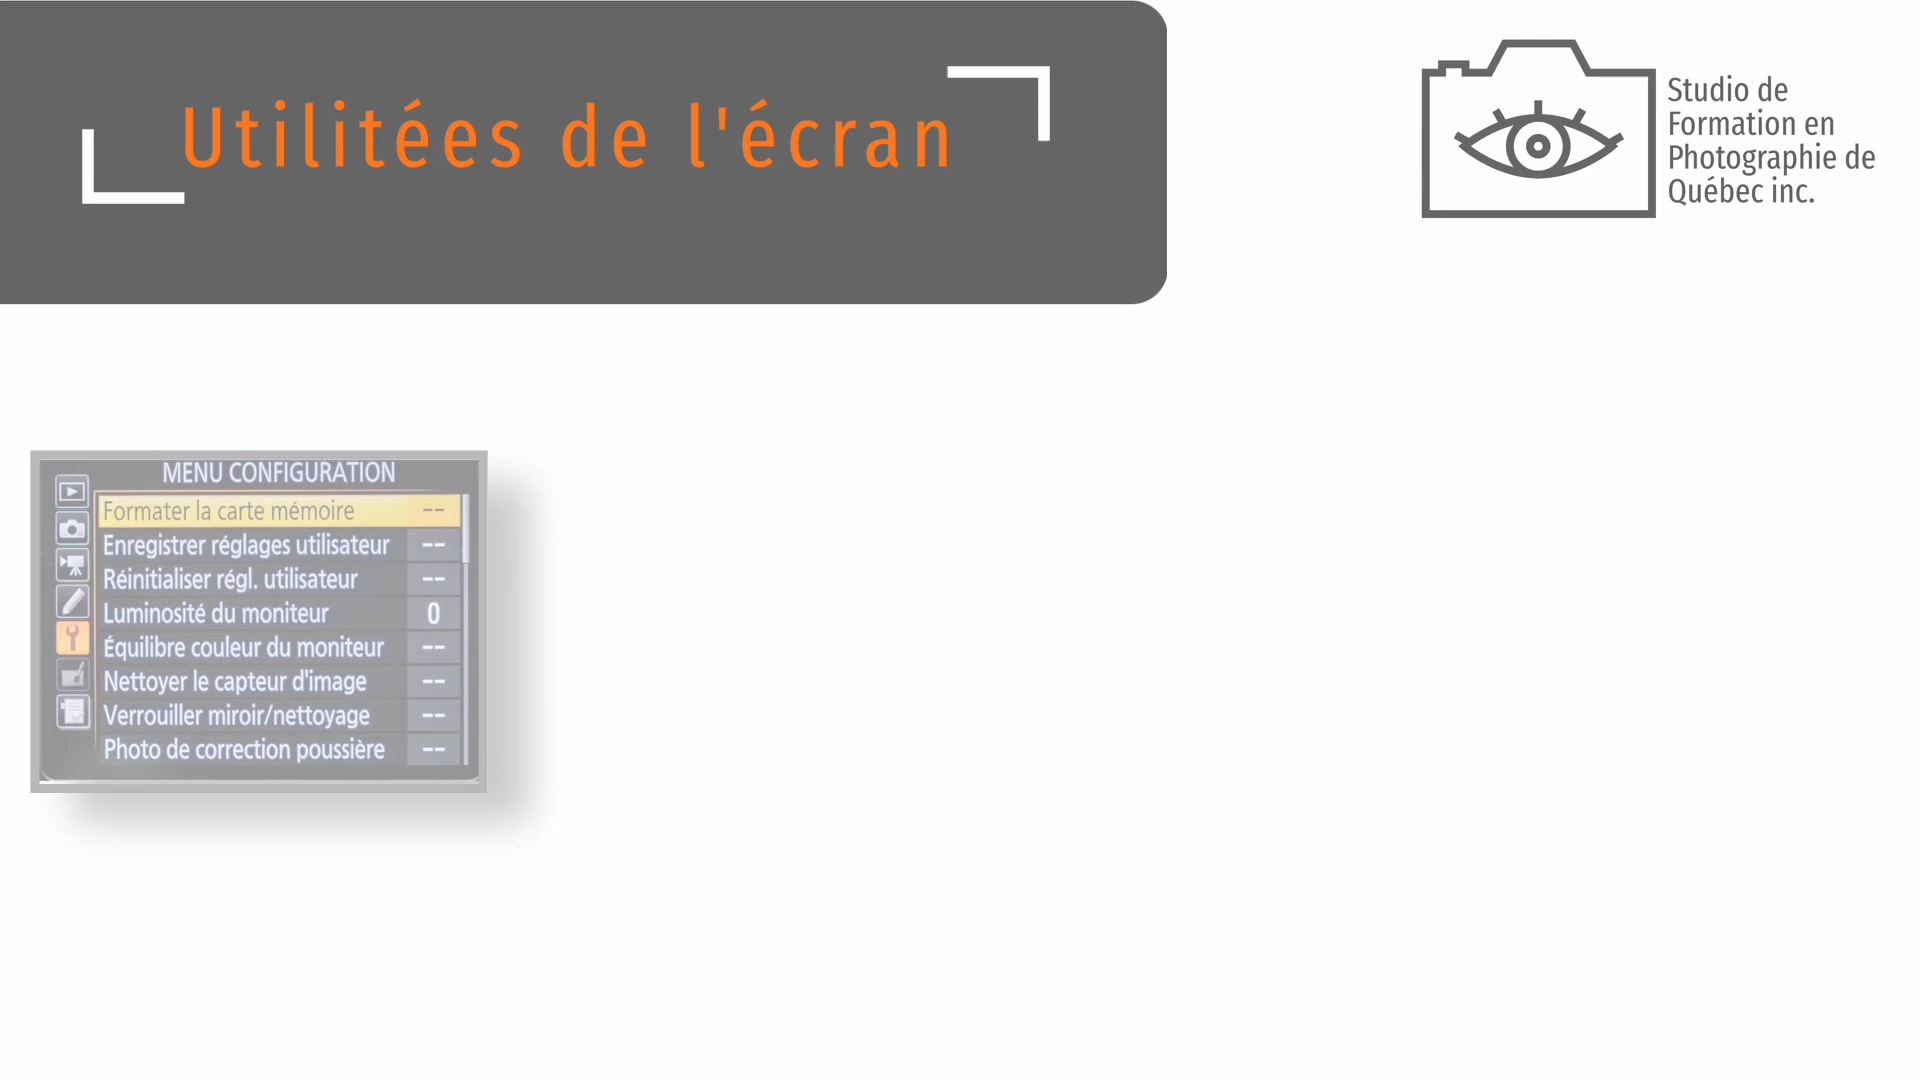 Utilitées de l'écran
Studio de
Formation en
Photographie de
Québec inc.
MENU CONFIGURATION
Formater la carte mémoire --
Enregistrer réglages utilisateur --
Réinitialiser régl. utilisateur --
Luminosité du moniteur 0
Équilibre couleur du moniteur --
Nettoyer le capteur d'image --
Verrouiller miroir/nettoyage --
Photo de correction poussière --